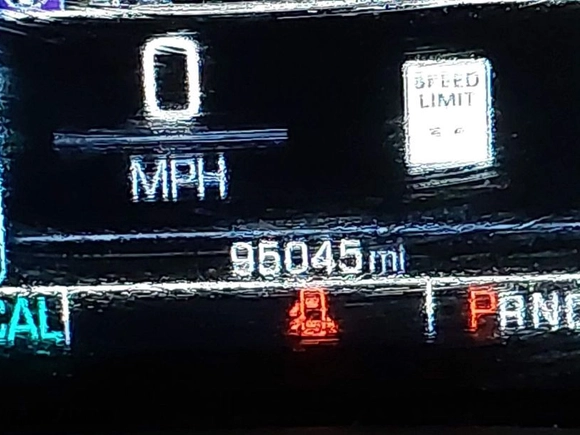 0
SPEED
LIMIT
- -
MPH
95045 mi
CAL
PRND